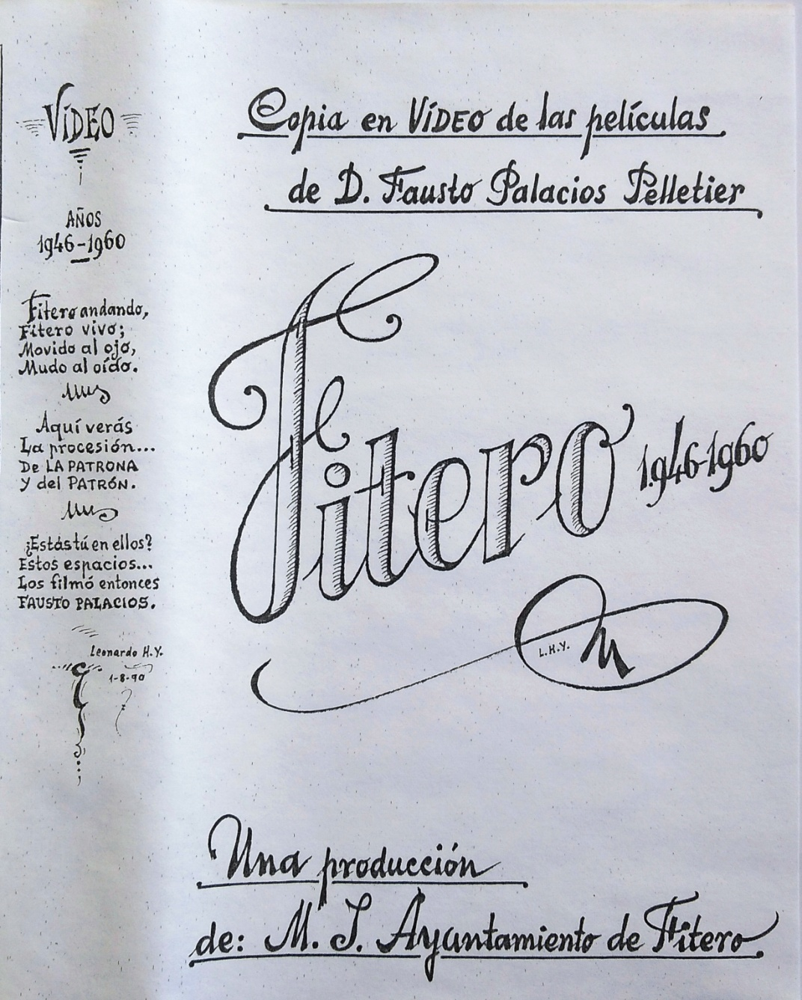 VÍDEO
AÑOS
1946-1960
Fitero andando,
Fitero vivo;
Movido al ojo,
Mudo al oído.
Aquí verás
La procesión...
De LA PATRONA
Y del PATRÓN.
¿Estás tú en ellos?
Estos espacios...
Los filmó entonces
FAUSTO PALACIOS.
Leonardo H.Y.
1-8-90
Copia en VÍDEO de las películas
de D. Fausto Palacios Pelletier
Fitero 1.946-1960
L.H.Y.
Una producción
de: M. I. Ayuntamiento de Fitero.